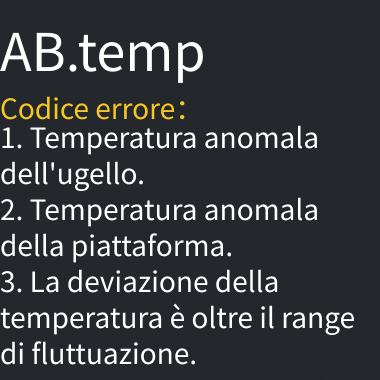 AB.temp
Codice errore：
1. Temperatura anomala
dell'ugello.
2. Temperatura anomala
della piattaforma.
3. La deviazione della
temperatura è oltre il range
di fluttuazione.